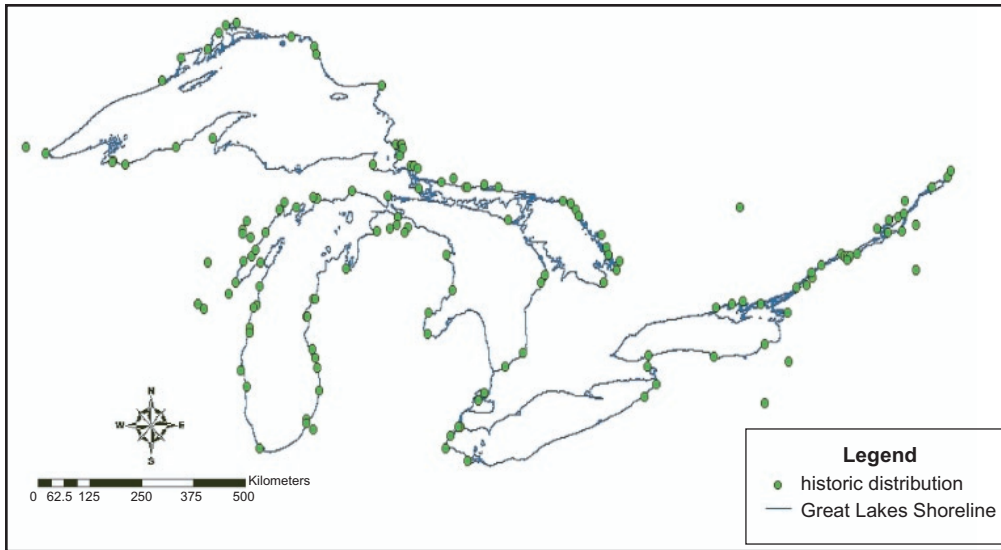 N
W E
S
Kilometers
0 62.5 125 250 375 500
Legend
historic distribution
Great Lakes Shoreline